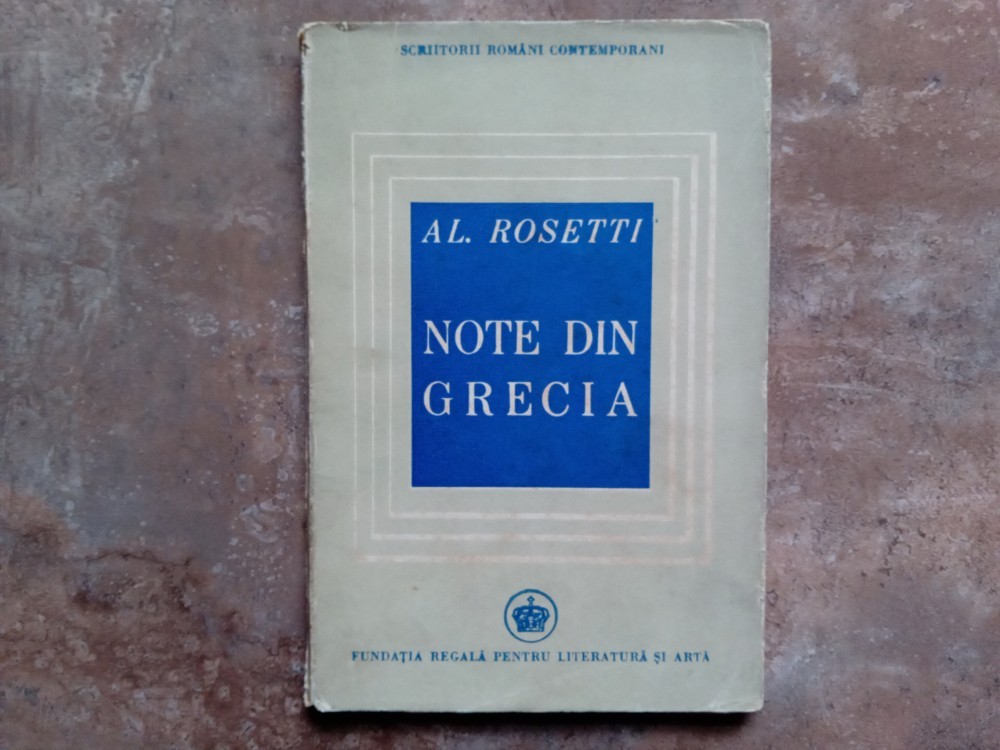 SCRIITORII ROMÂNI CONTEMPORANI
AL. ROSETTI
NOTE DIN
GRECIA
FUNDAȚIA REGALĂ PENTRU LITERATURĂ ȘI ARTĂ